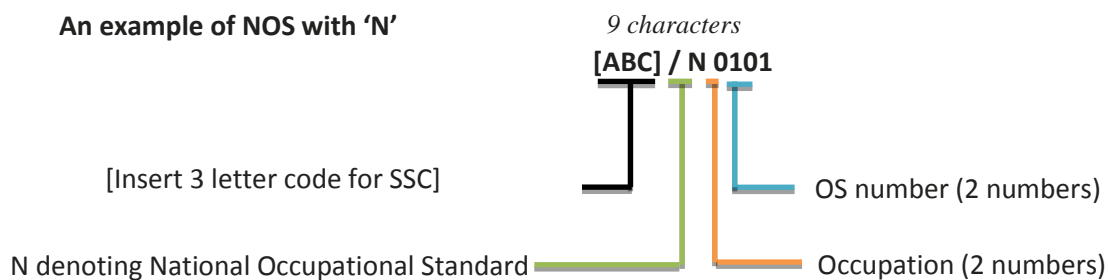 An example of NOS with ‘N’
9 characters
[ABC] / N 0101
[Insert 3 letter code for SSC]
OS number (2 numbers)
N denoting National Occupational Standard
Occupation (2 numbers)